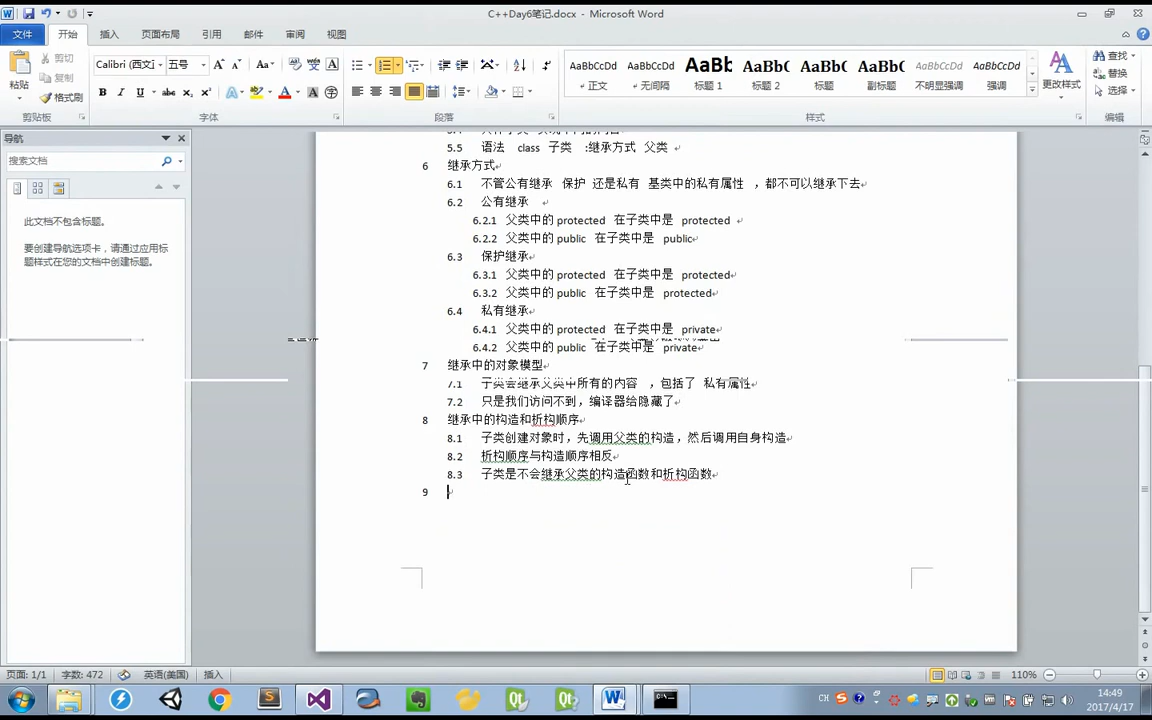 C++Day6笔记.docx - Microsoft Word
文件 开始 插入 页面布局 引用 邮件 审阅 视图
粘贴 剪切 复制 格式刷
Calibri (西文 五号
AaBbCcDd AaBbCcDd AaBb AaBbC AaBbC AaBbC AaBbCcDd AaBbCcDd
正文 无间隔 标题 1 标题 2 标题 副标题 不明显强调 强调
更改样式
查找 替换 选择
剪贴板 字体 段落 样式 编辑
导航
搜索文档
此文档不包含标题。
要创建导航选项卡，请通过应用标
题样式在您的文档中创建标题。
5.5 语法 class 子类 :继承方式 父类
6 继承方式
6.1 不管公有继承 保护 还是私有 基类中的私有属性 ，都不可以继承下去
6.2 公有继承
6.2.1 父类中的 protected 在子类中是 protected
6.2.2 父类中的 public 在子类中是 public
6.3 保护继承
6.3.1 父类中的 protected 在子类中是 protected
6.3.2 父类中的 public 在子类中是 protected
6.4 私有继承
6.4.1 父类中的 protected 在子类中是 private
6.4.2 父类中的 public 在子类中是 private
7 继承中的对象模型
7.1 子类会继承父类中所有的内容 ，包括了 私有属性
7.2 只是我们访问不到，编译器给隐藏了
8 继承中的构造和析构顺序
8.1 子类创建对象时，先调用父类的构造，然后调用自身构造
8.2 析构顺序与构造顺序相反
8.3 子类是不会继承父类的构造函数和析构函数
9
页面: 1/1 字数: 472 英语(美国) 插入 110%
CH 14:49
2017/4/17